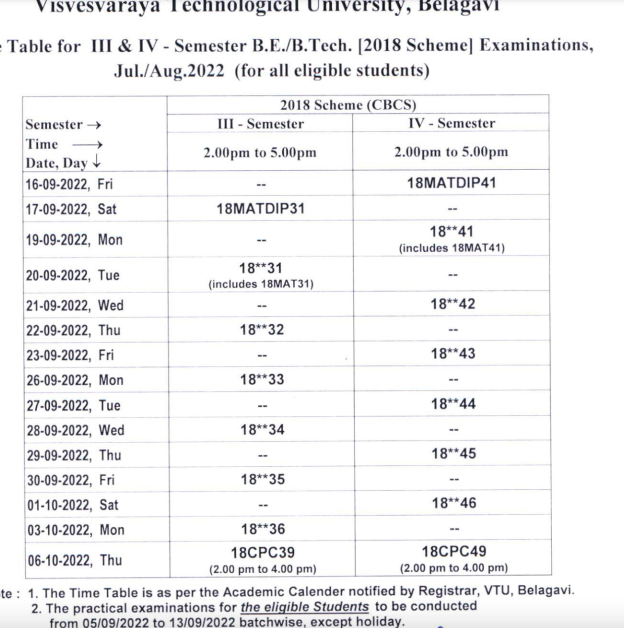 Visvesvaraya Technological University, Belagavi
Table for III & IV - Semester B.E./B.Tech. [2018 Scheme] Examinations,
Jul./Aug.2022 (for all eligible students)
2018 Scheme (CBCS)
Semester → III - Semester IV - Semester
Time → 2.00pm to 5.00pm 2.00pm to 5.00pm
Date, Day ↓
16-09-2022, Fri -- 18MATDIP41
17-09-2022, Sat 18MATDIP31 --
19-09-2022, Mon -- 18**41
(includes 18MAT41)
20-09-2022, Tue 18**31 --
(includes 18MAT31)
21-09-2022, Wed -- 18**42
22-09-2022, Thu 18**32 --
23-09-2022, Fri -- 18**43
26-09-2022, Mon 18**33 --
27-09-2022, Tue -- 18**44
28-09-2022, Wed 18**34 --
29-09-2022, Thu -- 18**45
30-09-2022, Fri 18**35 --
01-10-2022, Sat -- 18**46
03-10-2022, Mon 18**36 --
06-10-2022, Thu 18CPC39 18CPC49
(2.00 pm to 4.00 pm) (2.00 pm to 4.00 pm)
te : 1. The Time Table is as per the Academic Calender notified by Registrar, VTU, Belagavi.
2. The practical examinations for the eligible Students to be conducted
from 05/09/2022 to 13/09/2022 batchwise, except holiday.